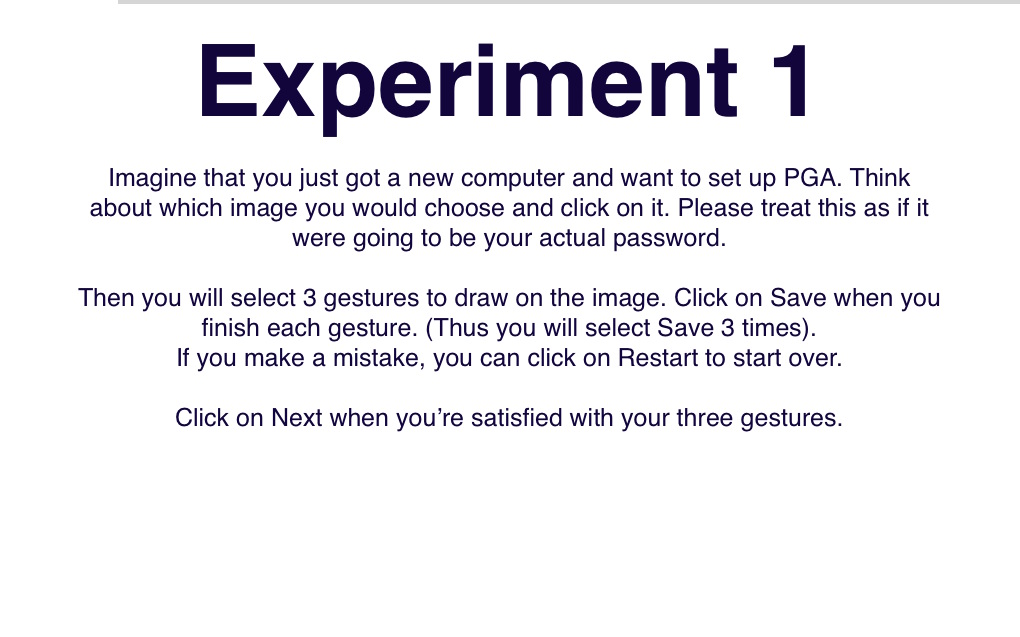 Experiment 1
Imagine that you just got a new computer and want to set up PGA. Think
about which image you would choose and click on it. Please treat this as if it
were going to be your actual password.
Then you will select 3 gestures to draw on the image. Click on Save when you
finish each gesture. (Thus you will select Save 3 times).
If you make a mistake, you can click on Restart to start over.
Click on Next when you’re satisfied with your three gestures.